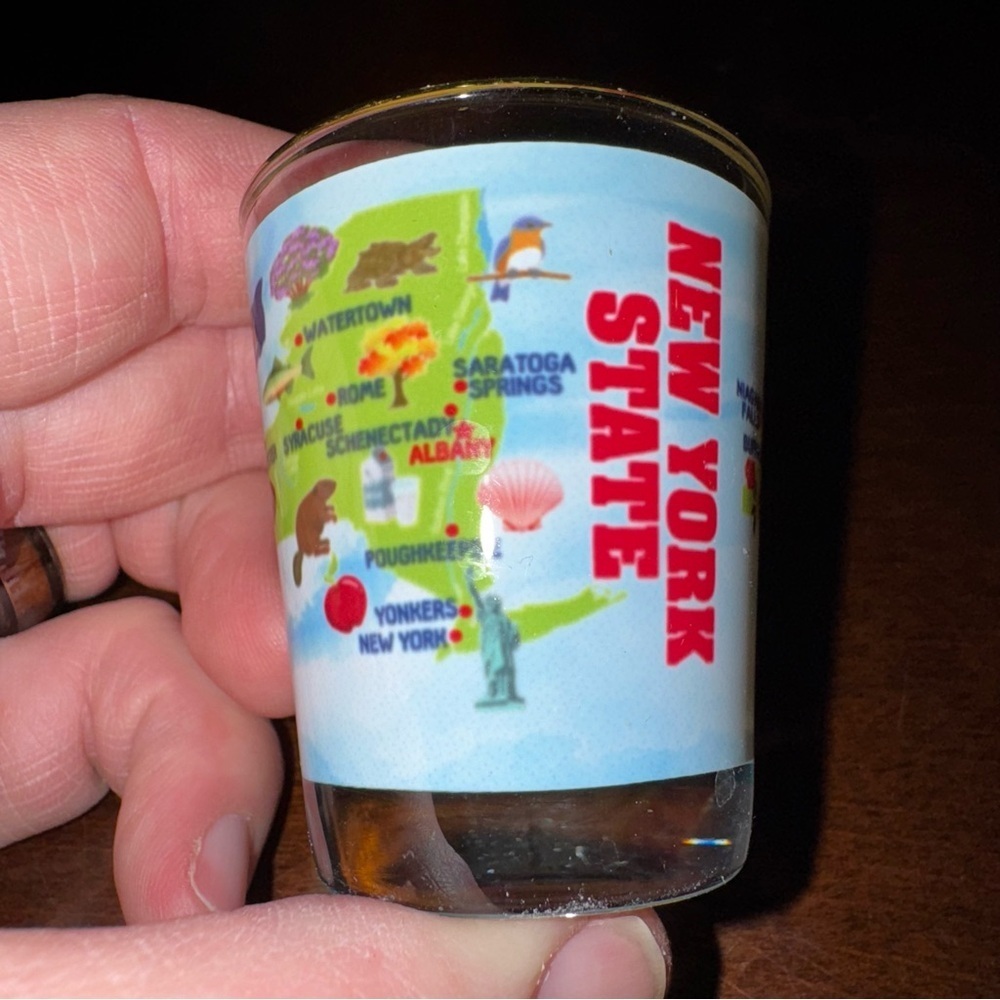 WATERTOWN
ROME
SARATOGA
SPRINGS
SYRACUSE
SCHENECTADY
ALBANY
POUGHKEEPSIE
YONKERS
NEW YORK
NEW YORK
STATE